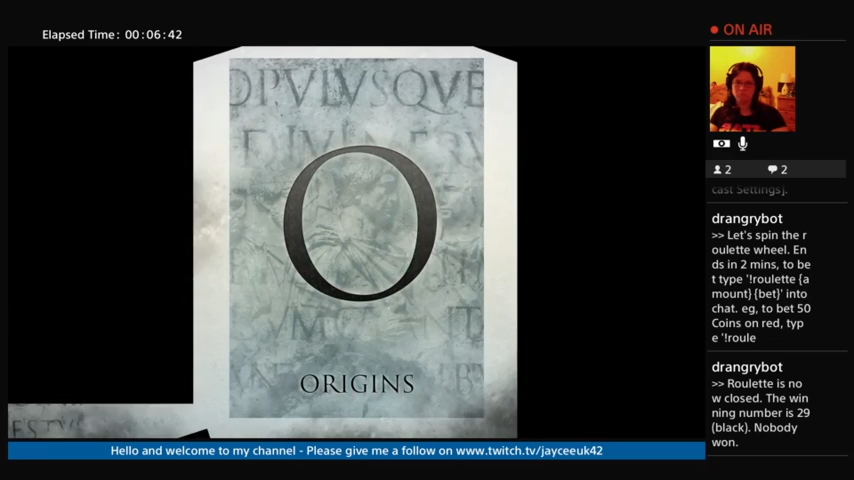 Elapsed Time: 00:06:42
ON AIR
OPVLVSQVE
O
ORIGINS
2
2
cast Settings].
drangrybot
>> Let's spin the r
oulette wheel. En
ds in 2 mins, to be
t type '!roulette {a
mount} {bet}' into
chat. eg, to bet 50
Coins on red, typ
e '!roule
drangrybot
>> Roulette is no
w closed. The win
ning number is 29
(black). Nobody
won.
Hello and welcome to my channel - Please give me a follow on www.twitch.tv/jayceeuk42